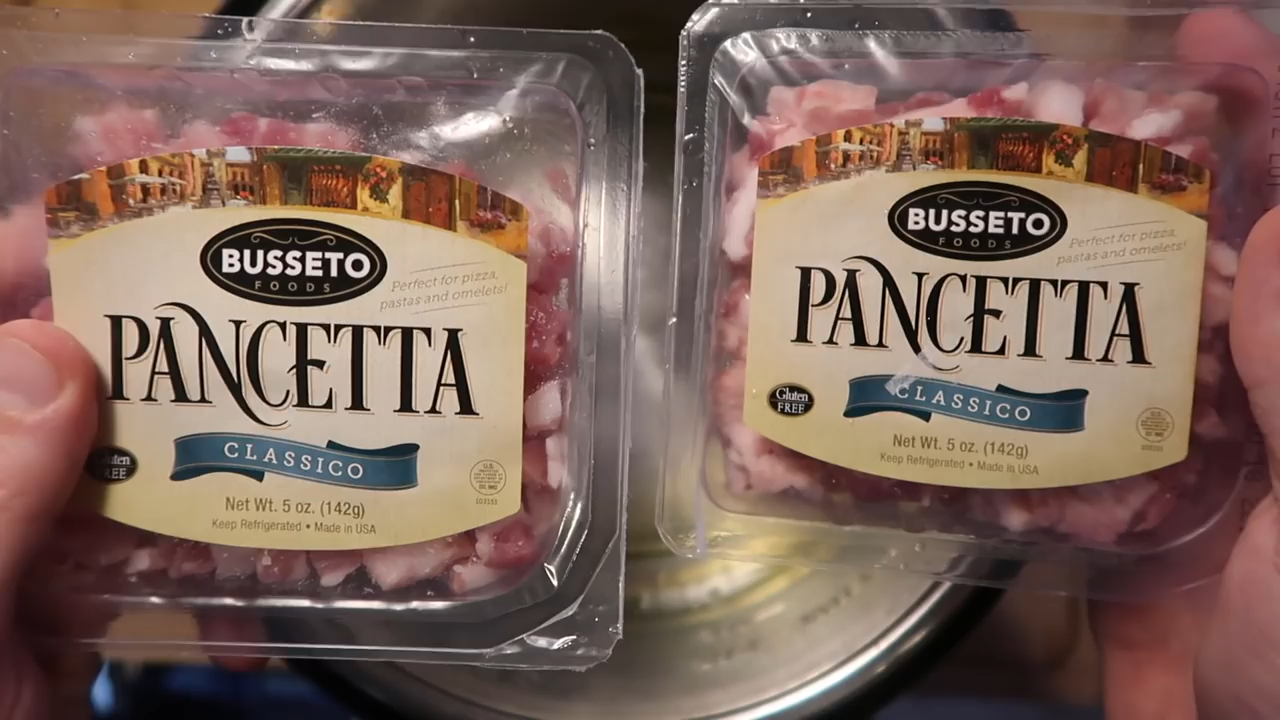 BUSSETO
FOODS
Perfect for pizza,
pastas and omelets!
PANCETTA
CLASSICO
Net Wt. 5 oz. (142g)
Keep Refrigerated • Made in USA
BUSSETO
FOODS
Perfect for pizza,
pastas and omelets!
PANCETTA
Gluten
FREE
CLASSICO
Net Wt. 5 oz. (142g)
Keep Refrigerated • Made in USA